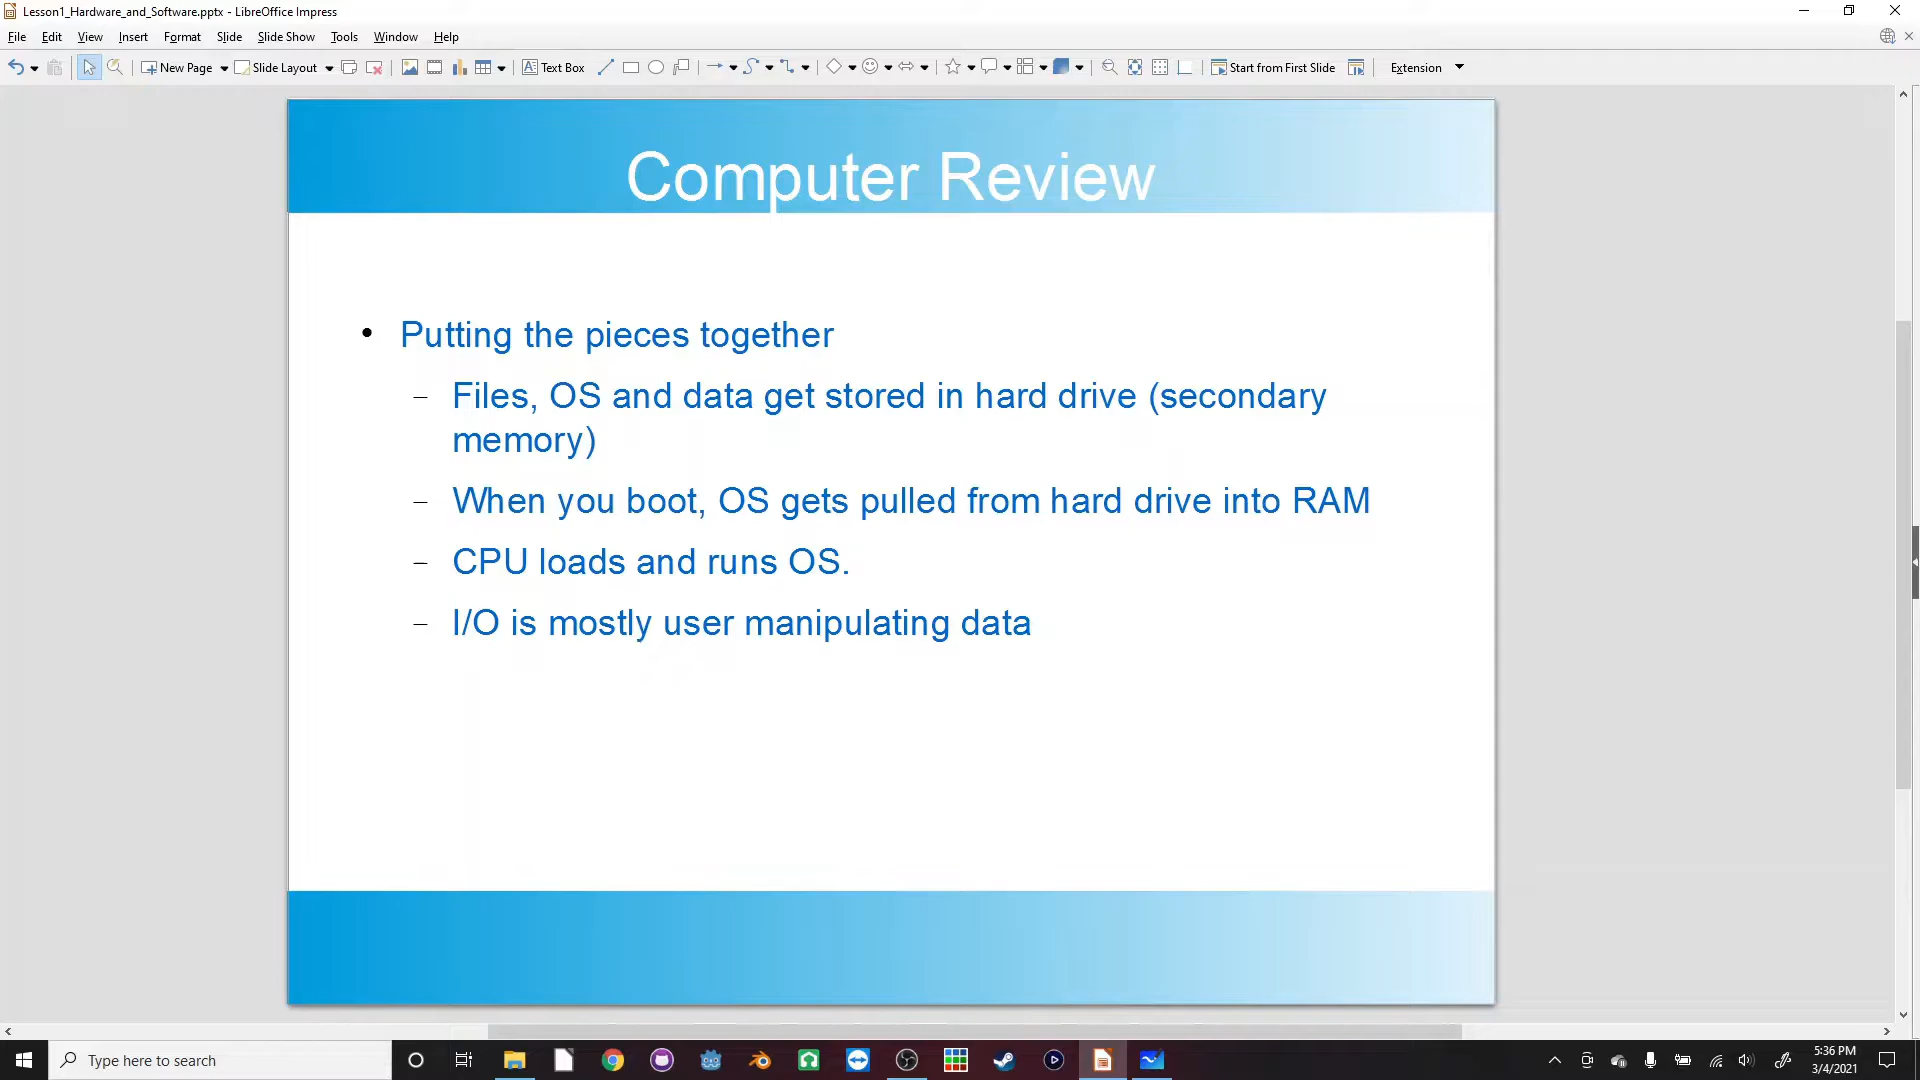 Lesson1_Hardware_and_Software.pptx - LibreOffice Impress
File Edit View Insert Format Slide Slide Show Tools Window Help
New Page Slide Layout Text Box Start from First Slide Extension
Computer Review
• Putting the pieces together
– Files, OS and data get stored in hard drive (secondary
memory)
– When you boot, OS gets pulled from hard drive into RAM
– CPU loads and runs OS.
– I/O is mostly user manipulating data
Type here to search
5:36 PM
3/4/2021